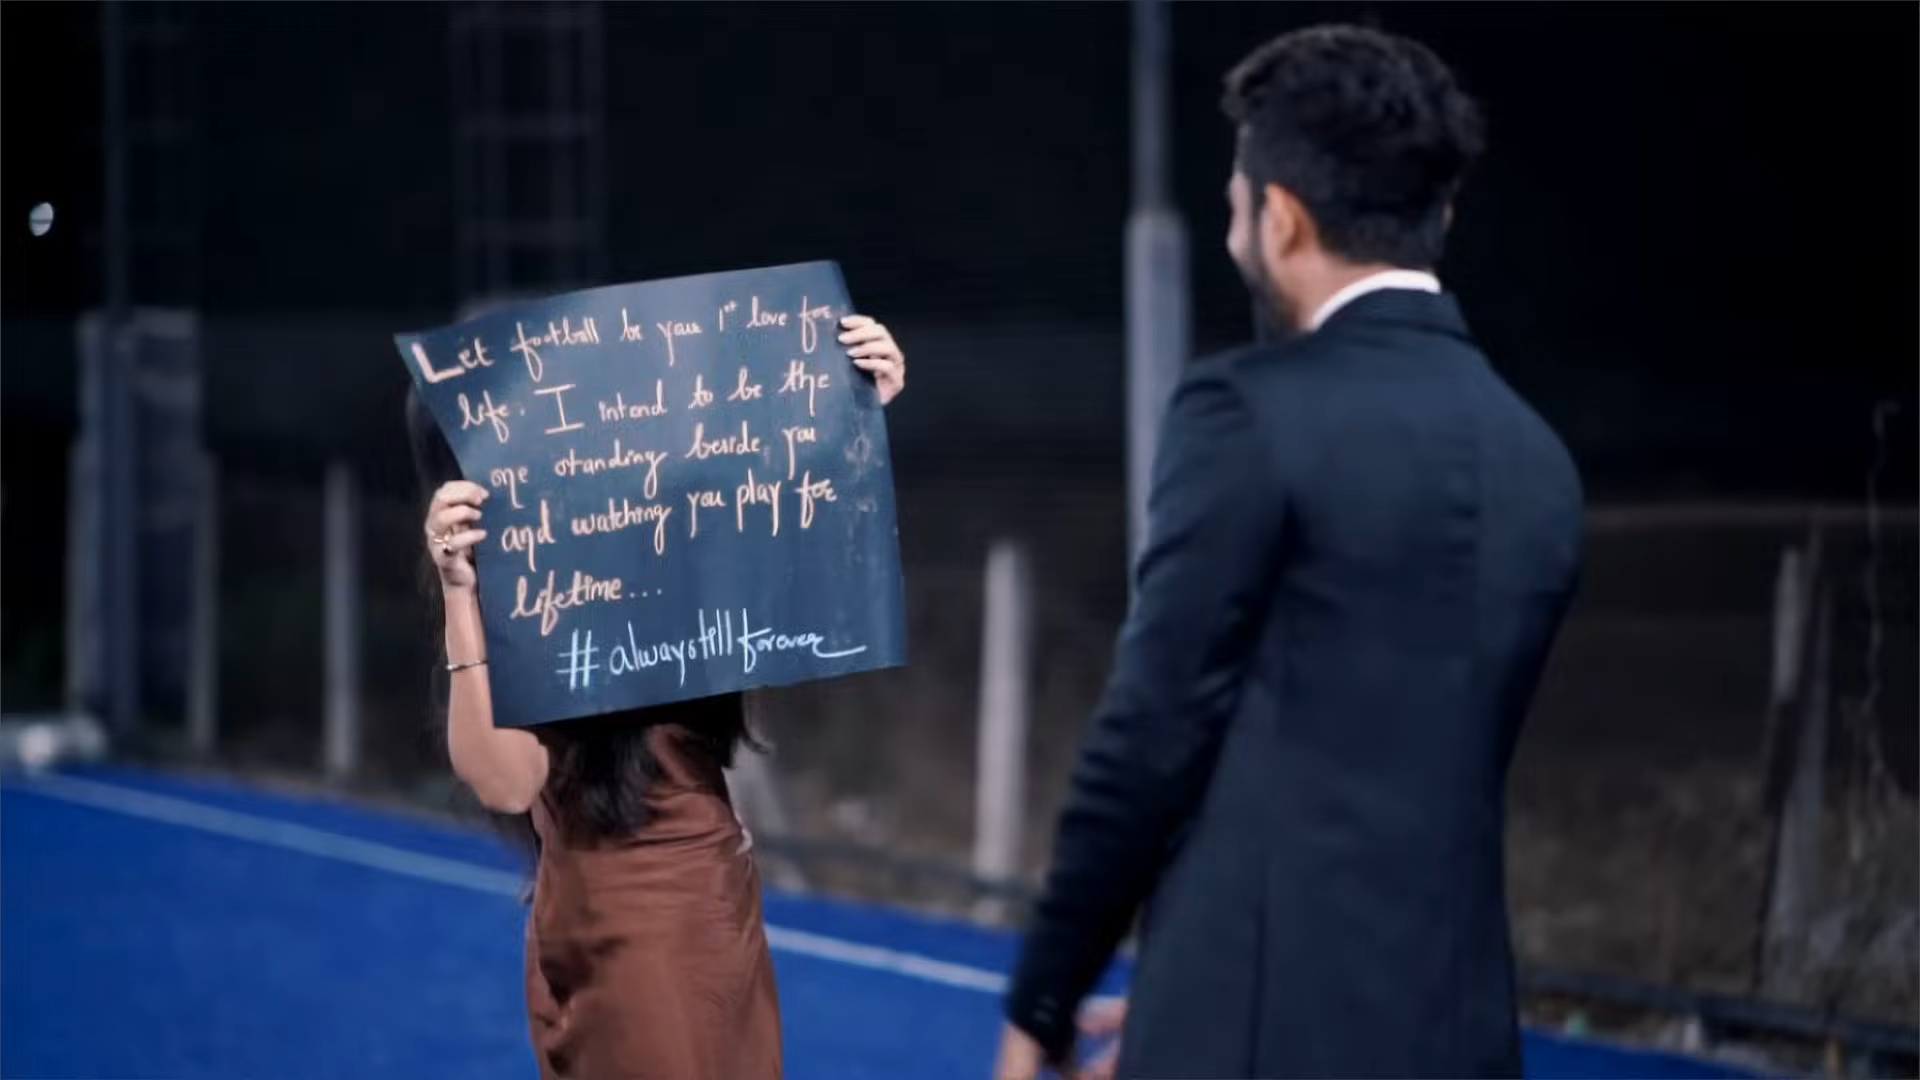 Let football be your 1st love for
life. I intend to be the
one standing beside you
and watching you play for
lifetime...
#alwaystillforever